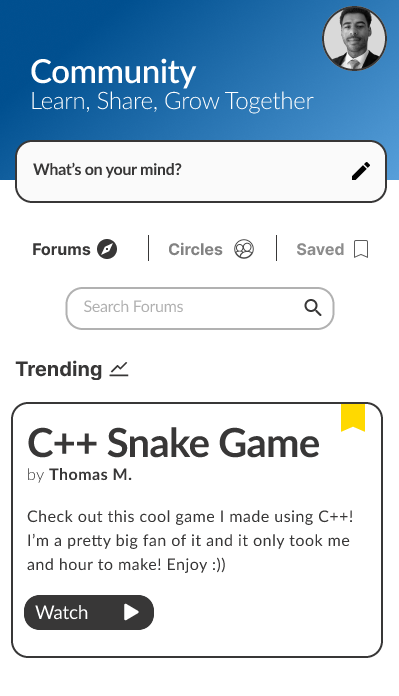 Community
Learn, Share, Grow Together
What's on your mind?
Forums
Circles
Saved
Search Forums
Trending
C++ Snake Game
by Thomas M.
Check out this cool game I made using C++!
I'm a pretty big fan of it and it only took me
and hour to make! Enjoy :))
Watch